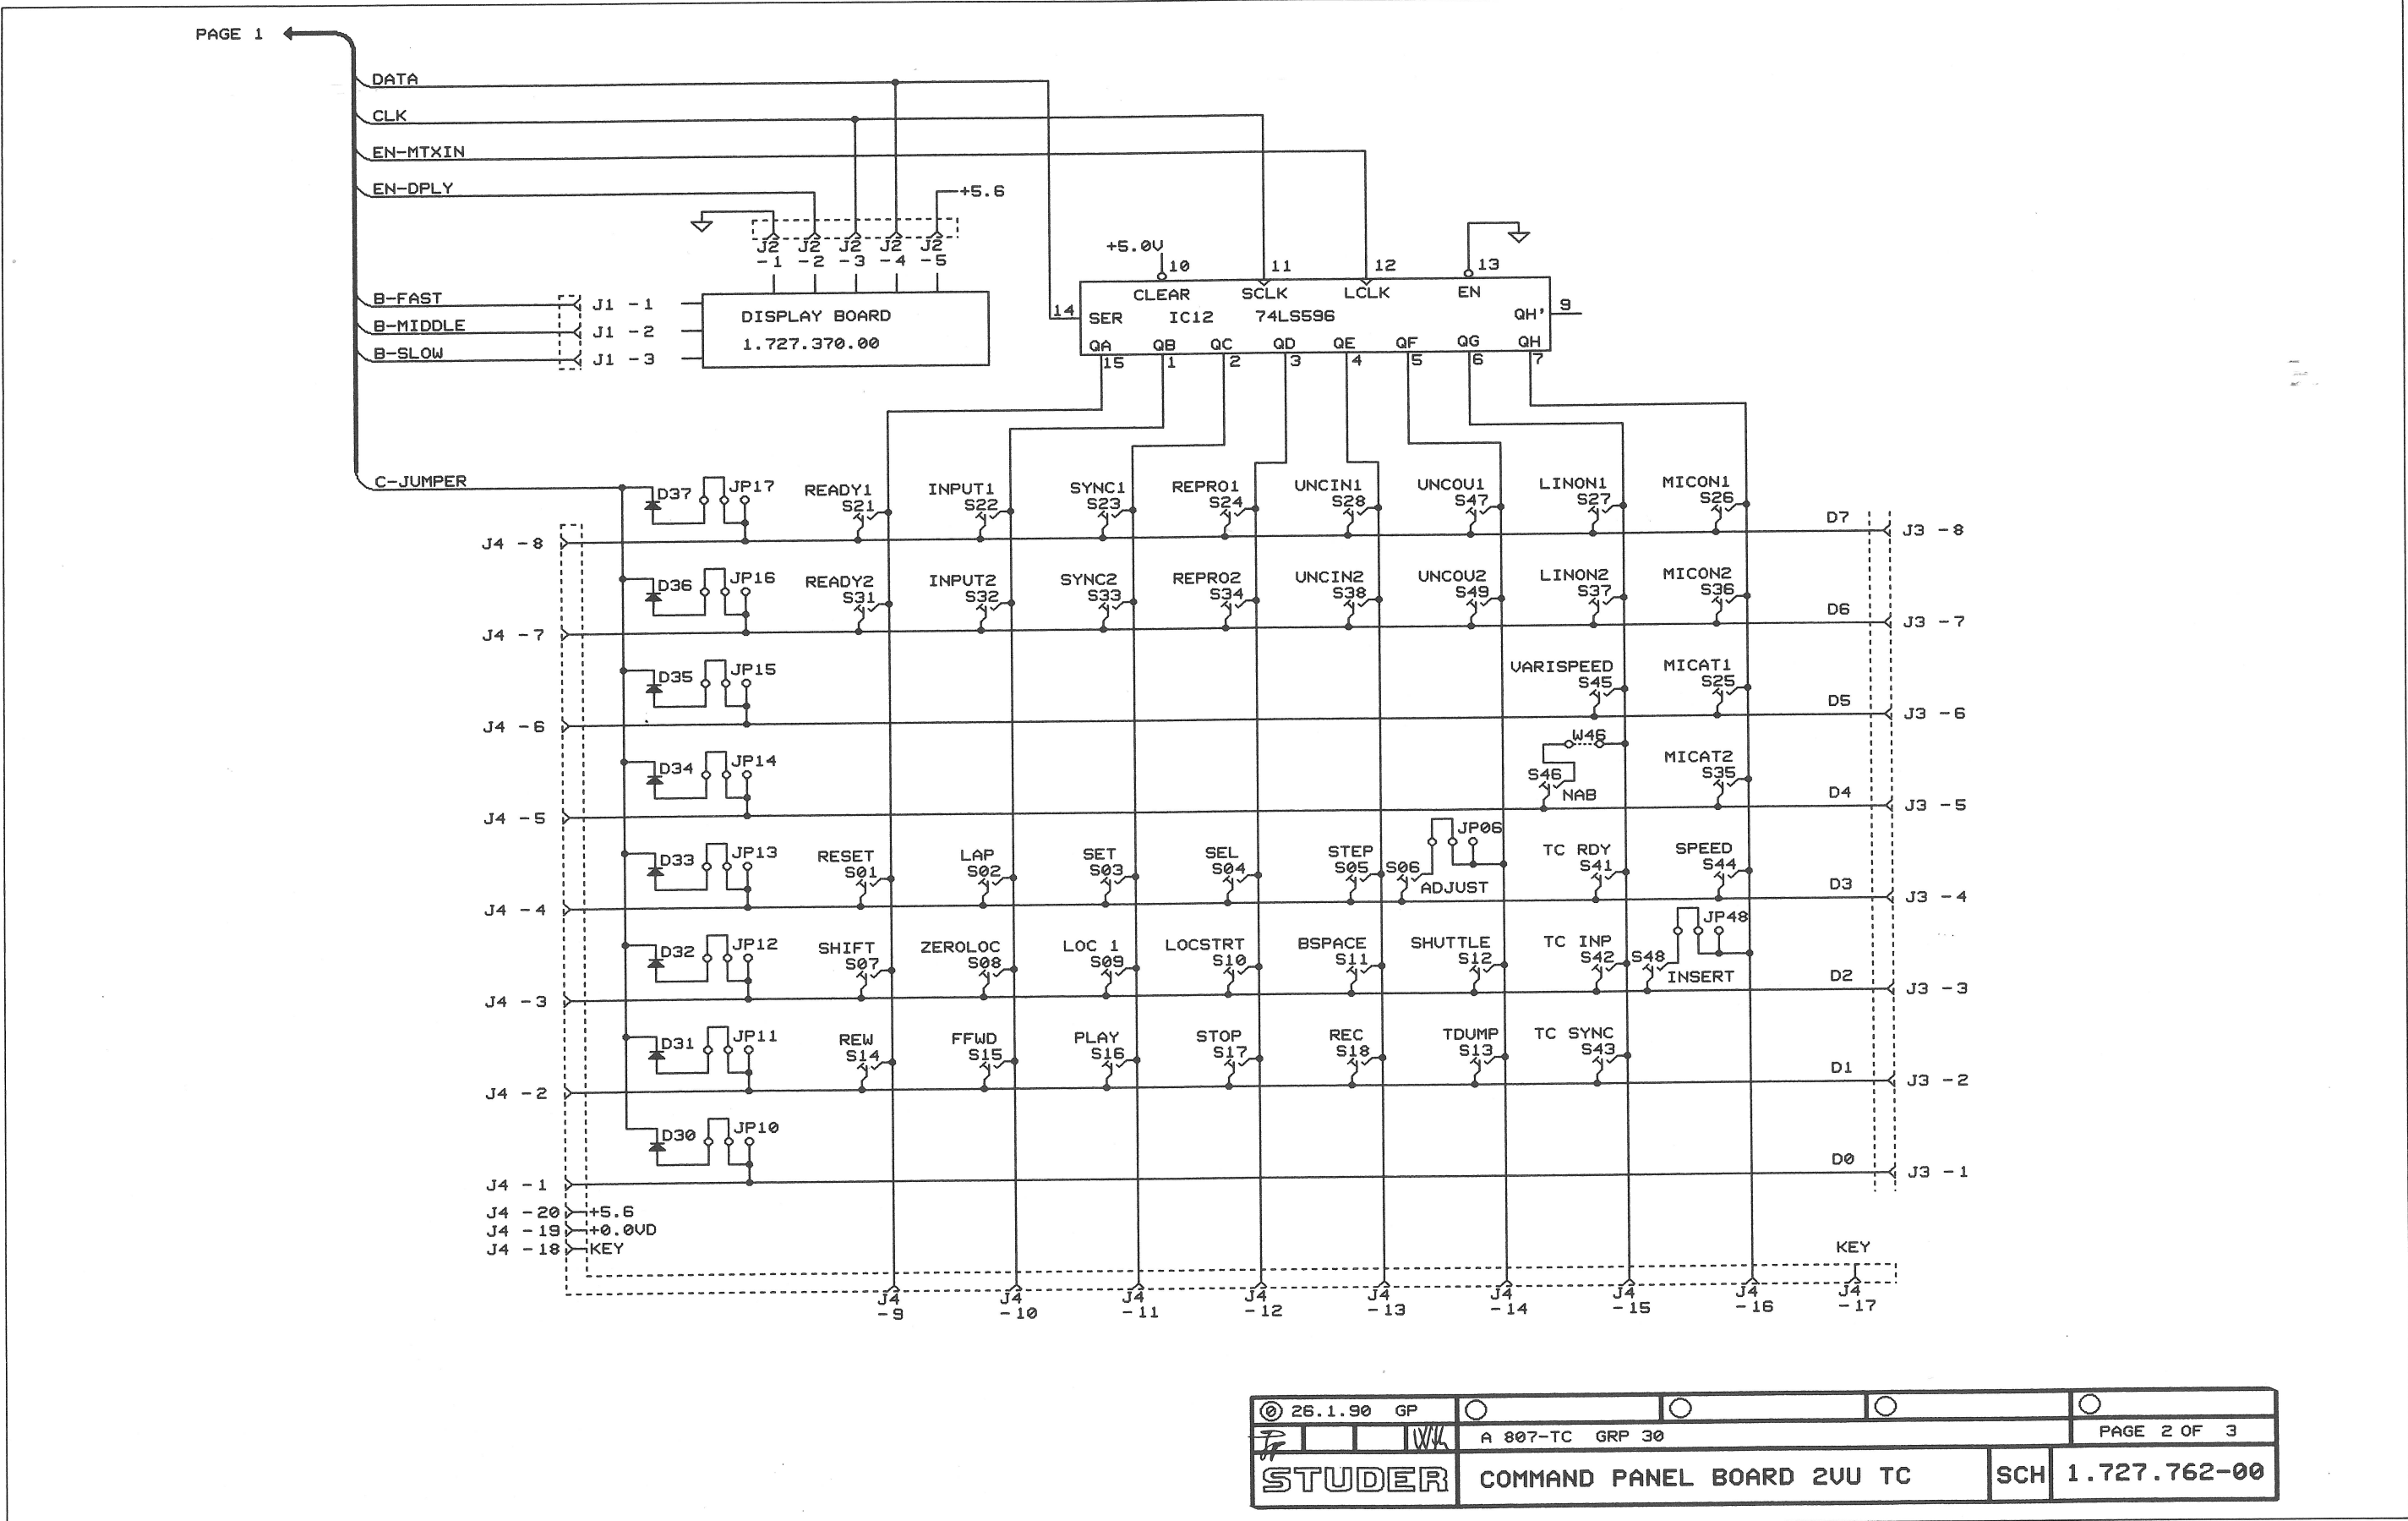 PAGE 1
DATA
CLK
EN-MTXIN
EN-DPLY
+5.6
J2 J2 J2 J2 J2
-1 -2 -3 -4 -5
+5.0V
10 11 12 13
CLEAR SCLK LCLK EN
14 SER IC12 74LS596 QH' 9
QA QB QC QD QE QF QG QH
15 1 2 3 4 5 6 7
B-FAST J1 -1
B-MIDDLE J1 -2
B-SLOW J1 -3
DISPLAY BOARD
1.727.370.00
C-JUMPER
D37 JP17
READY1 INPUT1 SYNC1 REPRO1 UNCIN1 UNCOU1 LINON1 MICON1
S21 S22 S23 S24 S28 S47 S27 S26
J4 -8 D7 J3 -8
D36 JP16
READY2 INPUT2 SYNC2 REPRO2 UNCIN2 UNCOU2 LINON2 MICON2
S31 S32 S33 S34 S38 S49 S37 S36
J4 -7 D6 J3 -7
D35 JP15
VARISPEED MICAT1
S45 S25
J4 -6 D5 J3 -6
D34 JP14
W46
MICAT2
S46 S35
NAB
J4 -5 D4 J3 -5
D33 JP13
JP06
RESET LAP SET SEL STEP TC RDY SPEED
S01 S02 S03 S04 S05 S06 S41 S44
ADJUST
J4 -4 D3 J3 -4
D32 JP12
JP48
SHIFT ZEROLOC LOC 1 LOCSTRT BSPACE SHUTTLE TC INP
S07 S08 S09 S10 S11 S12 S42 S48
INSERT
J4 -3 D2 J3 -3
D31 JP11
REW FFWD PLAY STOP REC TDUMP TC SYNC
S14 S15 S16 S17 S18 S13 S43
J4 -2 D1 J3 -2
D30 JP10
J4 -1 D0 J3 -1
J4 -20 +5.6
J4 -19 +0.0VD
J4 -18 KEY
KEY
J4 J4 J4 J4 J4 J4 J4 J4 J4
-9 -10 -11 -12 -13 -14 -15 -16 -17
0 26.1.90 GP
A 807-TC GRP 30
PAGE 2 OF 3
STUDER
COMMAND PANEL BOARD 2VU TC
SCH 1.727.762-00